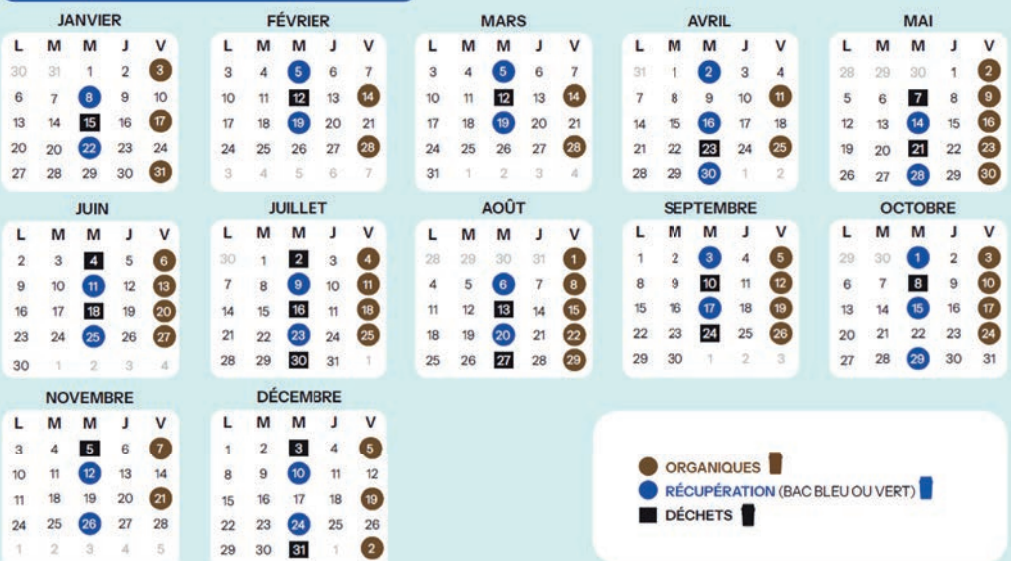 JANVIER
L M M J V
30 31 1 2 3
6 7 8 9 10
13 14 15 16 17
20 20 22 23 24
27 28 29 30 31
FÉVRIER
L M M J V
3 4 5 6 7
10 11 12 13 14
17 18 19 20 21
24 25 26 27 28
3 4 5 6 7
MARS
L M M J V
3 4 5 6 7
10 11 12 13 14
17 18 19 20 21
24 25 26 27 28
31 1 2 3 4
AVRIL
L M M J V
31 1 2 3 4
7 8 9 10 11
14 15 16 17 18
21 22 23 24 25
28 29 30 1 2
MAI
L M M J V
28 29 30 1 2
5 6 7 8 9
12 13 14 15 16
19 20 21 22 23
26 27 28 29 30
JUIN
L M M J V
2 3 4 5 6
9 10 11 12 13
16 17 18 19 20
23 24 25 26 27
30 1 2 3 4
JUILLET
L M M J V
30 1 2 3 4
7 8 9 10 11
14 15 16 17 18
21 22 23 24 25
28 29 30 31 1
AOÛT
L M M J V
28 29 30 31 1
4 5 6 7 8
11 12 13 14 15
18 19 20 21 22
25 26 27 28 29
SEPTEMBRE
L M M J V
1 2 3 4 5
8 9 10 11 12
15 16 17 18 19
22 23 24 25 26
29 30 1 2 3
OCTOBRE
L M M J V
29 30 1 2 3
6 7 8 9 10
13 14 15 16 17
20 21 22 23 24
27 28 29 30 31
NOVEMBRE
L M M J V
3 4 5 6 7
10 11 12 13 14
11 18 19 20 21
24 25 26 27 28
1 2 3 4 5
DÉCEMBRE
L M M J V
1 2 3 4 5
8 9 10 11 12
15 16 17 18 19
22 23 24 25 26
29 30 31 1 2
ORGANIQUES
RÉCUPÉRATION (BAC BLEU OU VERT)
DÉCHETS